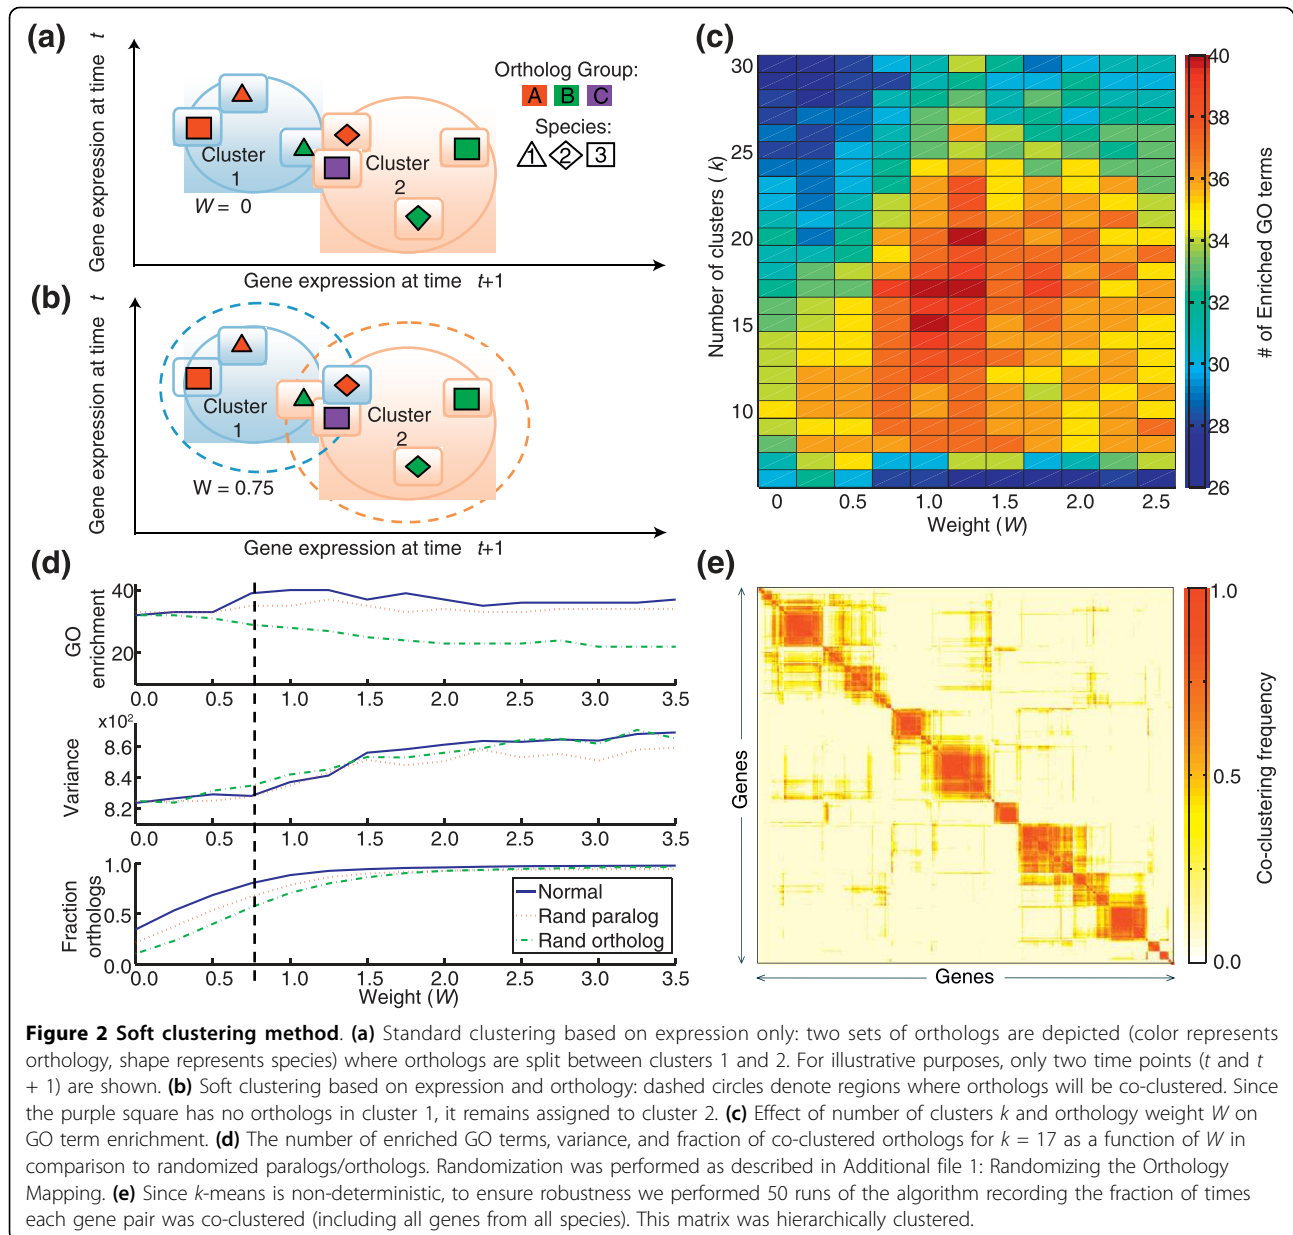 (a)
Gene expression at time t
Cluster
1
Cluster
2
W = 0
Gene expression at time t+1
Ortholog Group:
A B C
Species:
1 2 3
(b)
Gene expression at time t
Cluster
1
Cluster
2
W = 0.75
Gene expression at time t+1
(c)
Number of clusters ( k)
30
25
20
15
10
0 0.5 1.0 1.5 2.0 2.5
Weight (W)
40
38
36
34
32
30
28
26
# of Enriched GO terms
(d)
GO
enrichment
40
20
0.0 0.5 1.0 1.5 2.0 2.5 3.0 3.5
Variance
x10²
8.6
8.4
8.2
0.0 0.5 1.0 1.5 2.0 2.5 3.0 3.5
Fraction
orthologs
1.0
0.5
0.0
0.0 0.5 1.0 1.5 2.0 2.5 3.0 3.5
Weight (W)
Normal
Rand paralog
Rand ortholog
(e)
Genes
Genes
1.0
0.5
0.0
Co-clustering frequency
Figure 2 Soft clustering method. (a) Standard clustering based on expression only: two sets of orthologs are depicted (color represents
orthology, shape represents species) where orthologs are split between clusters 1 and 2. For illustrative purposes, only two time points (t and t
+ 1) are shown. (b) Soft clustering based on expression and orthology: dashed circles denote regions where orthologs will be co-clustered. Since
the purple square has no orthologs in cluster 1, it remains assigned to cluster 2. (c) Effect of number of clusters k and orthology weight W on
GO term enrichment. (d) The number of enriched GO terms, variance, and fraction of co-clustered orthologs for k = 17 as a function of W in
comparison to randomized paralogs/orthologs. Randomization was performed as described in Additional file 1: Randomizing the Orthology
Mapping. (e) Since k-means is non-deterministic, to ensure robustness we performed 50 runs of the algorithm recording the fraction of times
each gene pair was co-clustered (including all genes from all species). This matrix was hierarchically clustered.